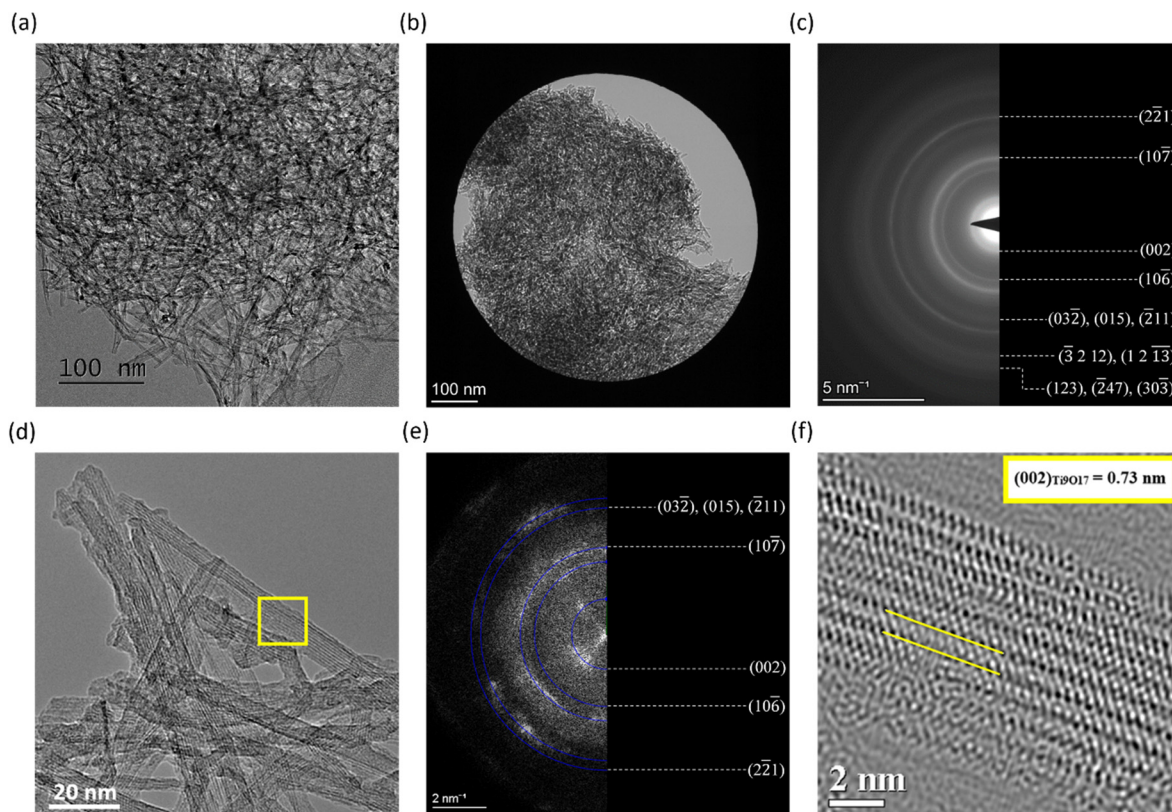 (a)
(b)
(c)
100 nm
100 nm
(22̅1)
(107̅)
(002)
(106̅)
(032̅), (015), (2̅11)
(3̅ 2 12), (1 2 1̅3̅)
(123), (2̅47), (303̅)
5 nm⁻¹
(d)
(e)
(f)
20 nm
(032̅), (015), (2̅11)
(107̅)
(002)
(106̅)
(22̅1)
2 nm⁻¹
(002)Ti9O17 = 0.73 nm
2 nm